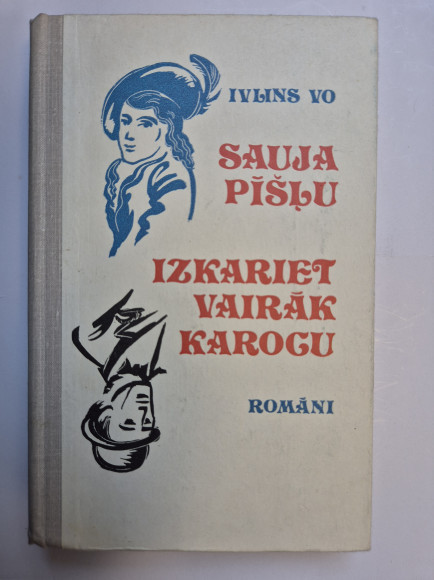 IVLINS VO
SAUJA
PĪŠĻU
IZKARIET
VAIRĀK
KAROGU
ROMĀNI